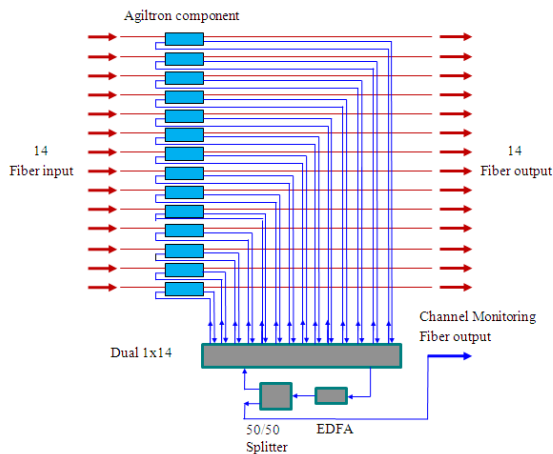 Agiltron component
14
Fiber input
14
Fiber output
Channel Monitoring
Fiber output
Dual 1x14
50/50
Splitter
EDFA